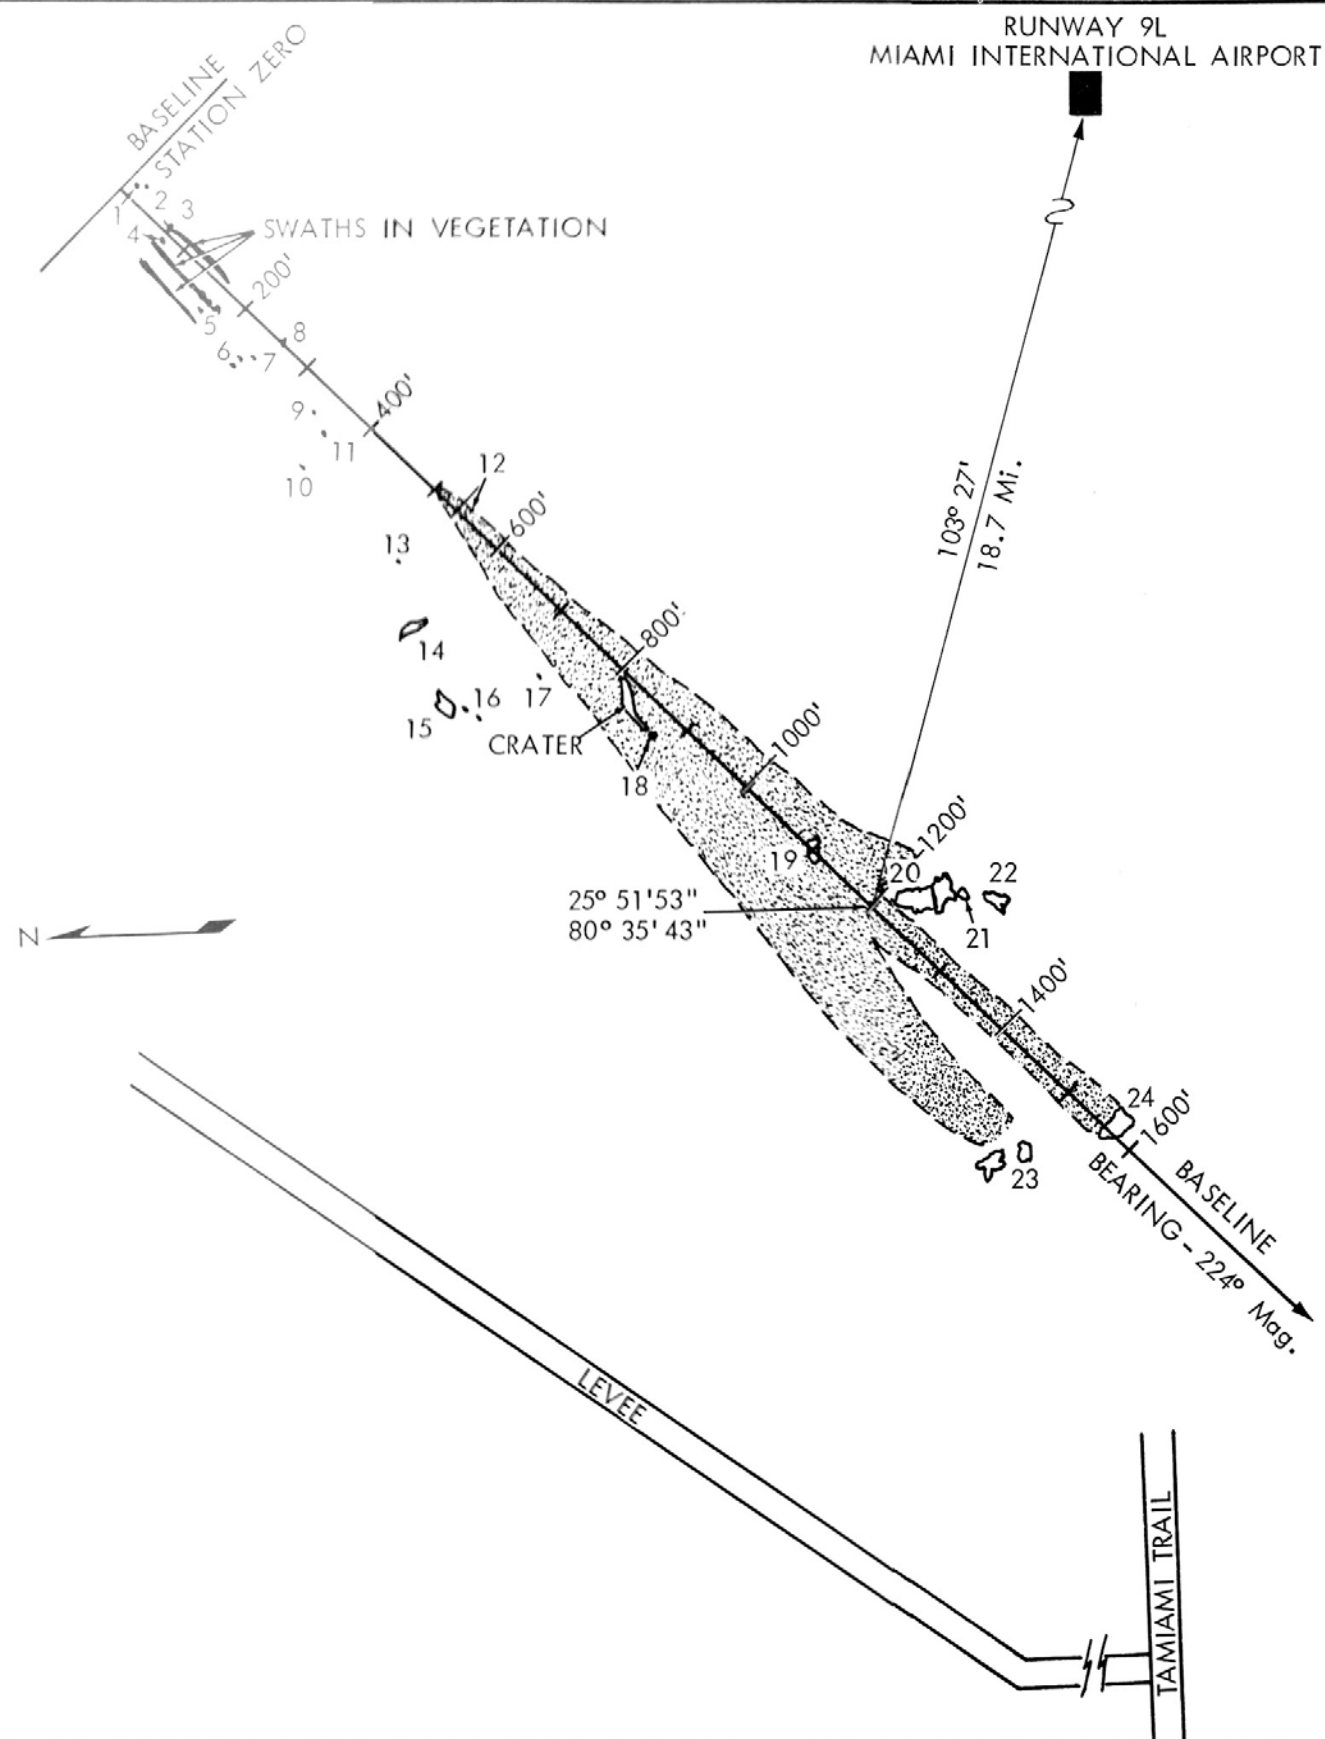 RUNWAY 9L
MIAMI INTERNATIONAL AIRPORT
BASELINE
STATION ZERO
1
2
3
4
SWATHS IN VEGETATION
200'
5
6
7
8
9
400'
11
10
12
600'
13
103° 27'
18.7 Mi.
14
800'
17
16
15
CRATER
18
1000'
1200'
19
20
22
25° 51'53"
80° 35'43"
21
N
1400'
24
1600'
23
BASELINE
BEARING - 224° Mag.
LEVEE
TAMIAMI TRAIL